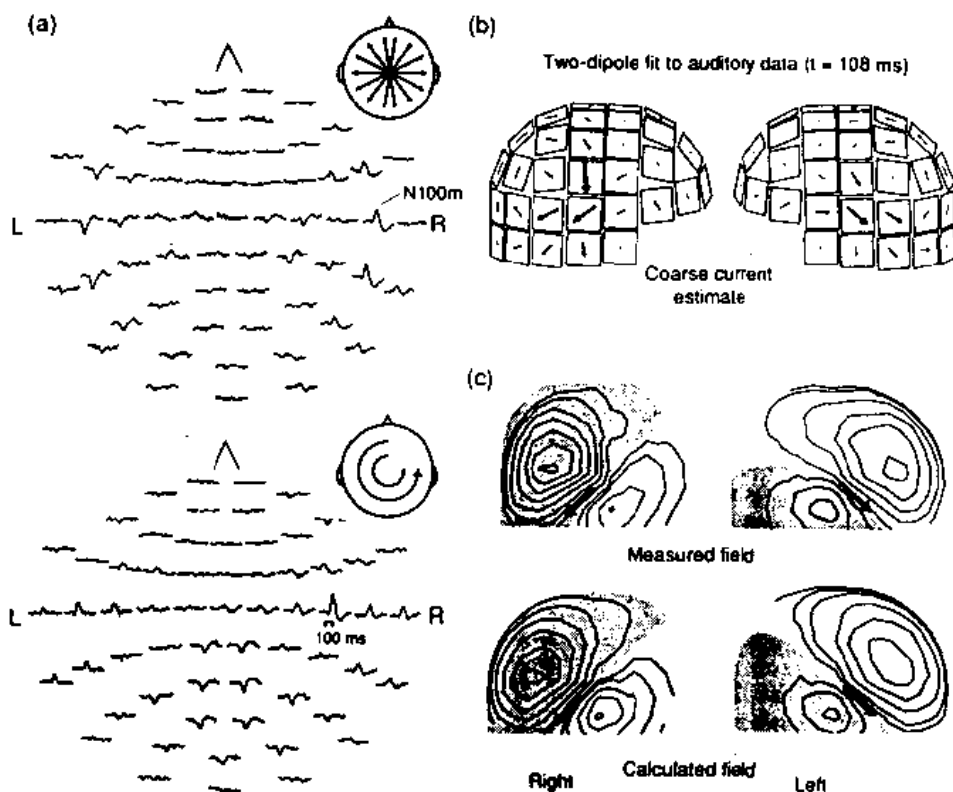 (a)
N100m
L
R
L
R
100 ms
(b)
Two-dipole fit to auditory data (t = 108 ms)
Coarse current
estimate
(c)
Measured field
Calculated field
Right
Left